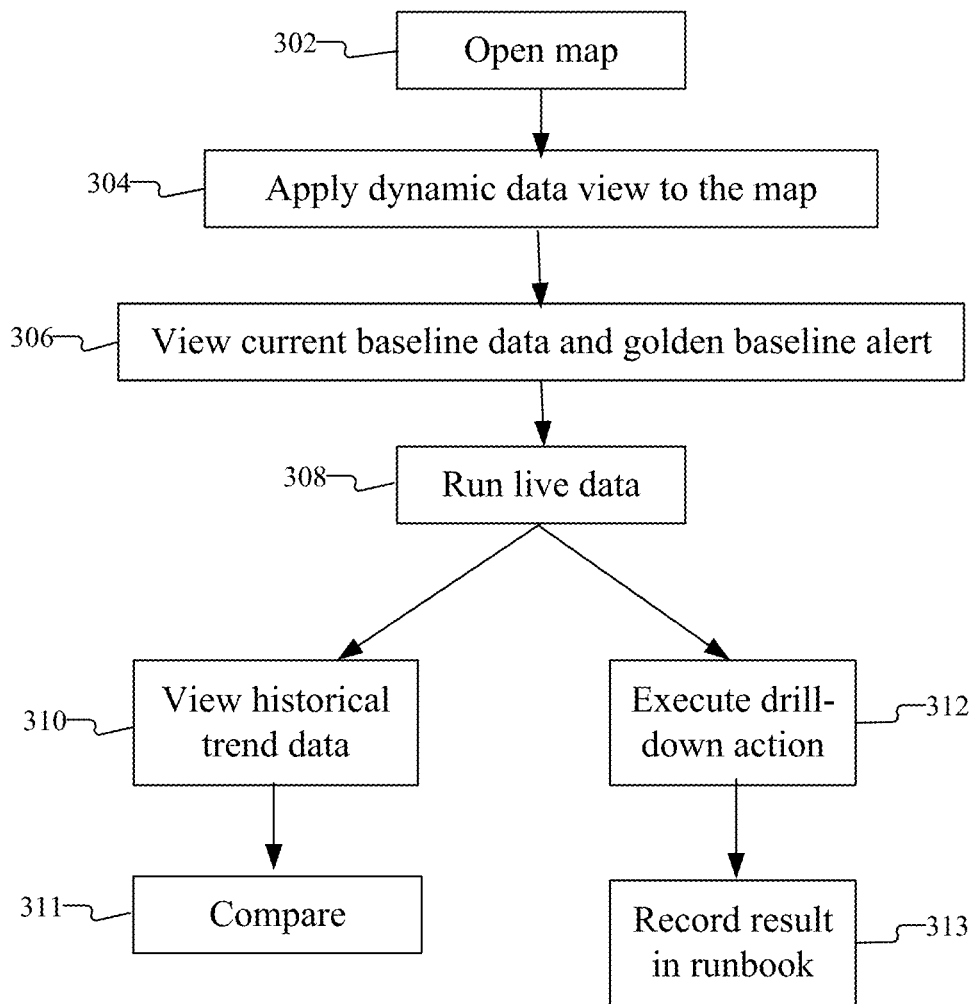 302
Open map
304
Apply dynamic data view to the map
306
View current baseline data and golden baseline alert
308
Run live data
310
View historical
trend data
Execute drill-
down action
312
311
Compare
Record result
in runbook
313